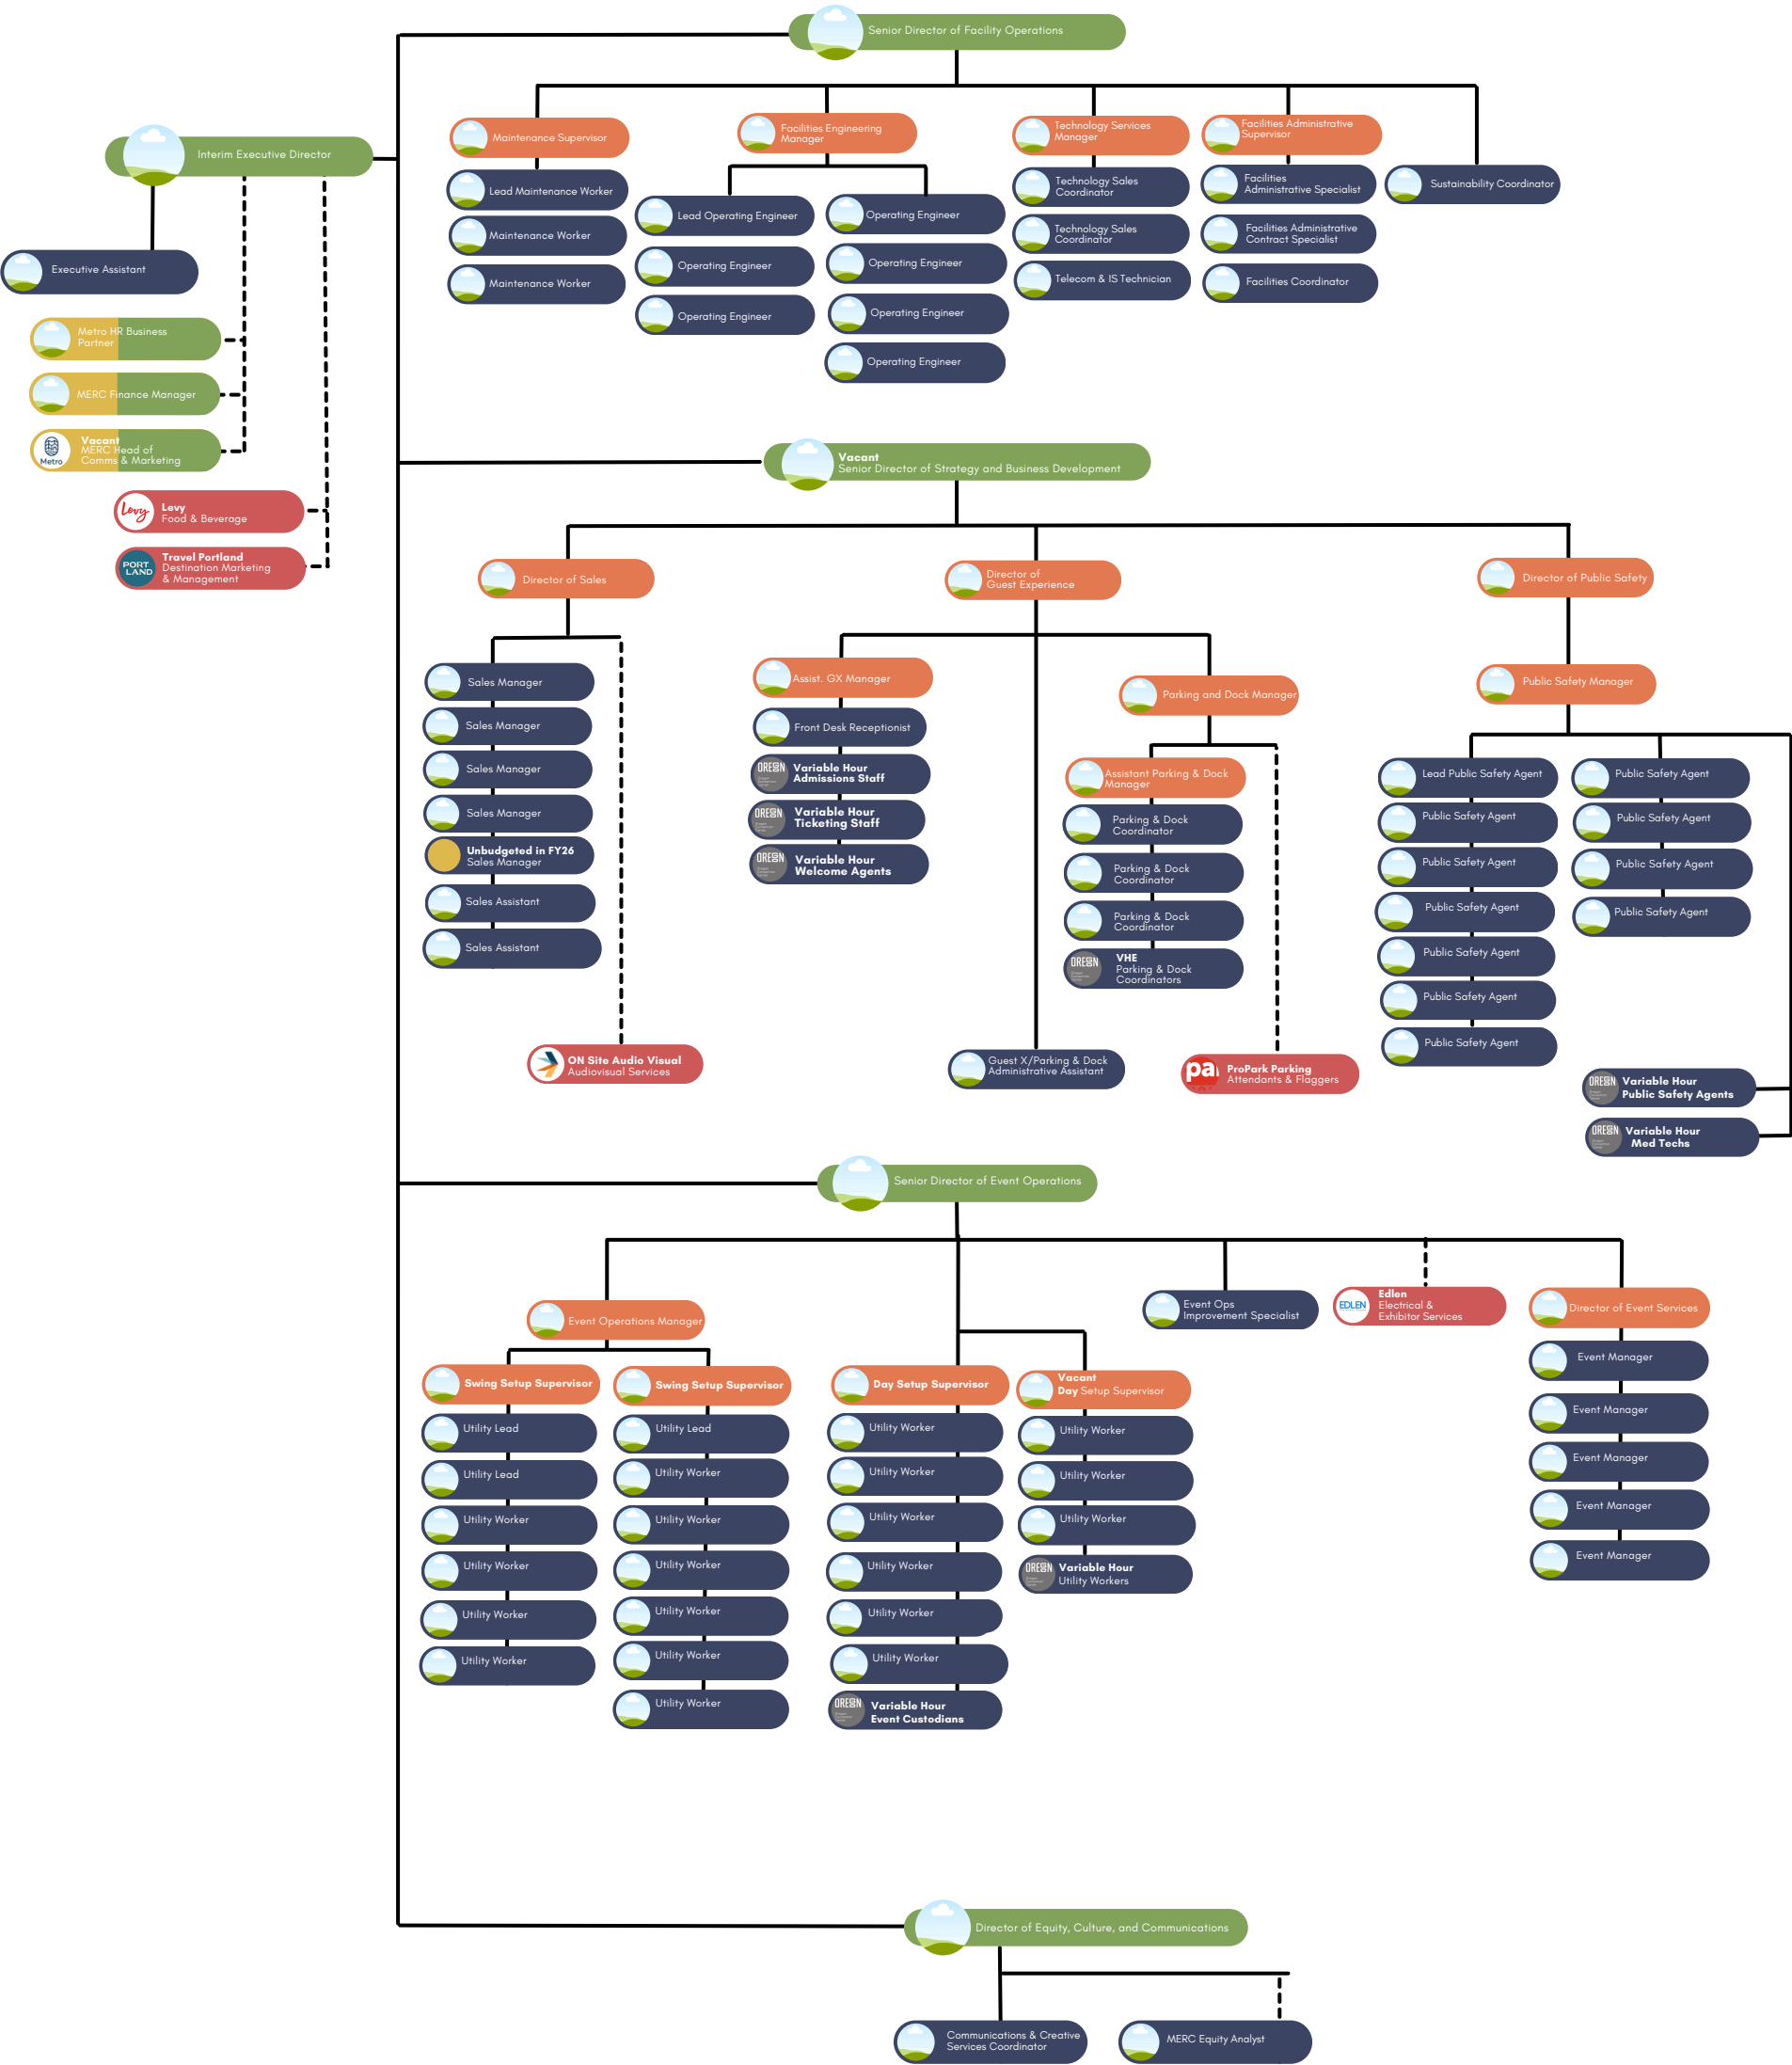 Senior Director of Facility Operations
Interim Executive Director
Executive Assistant
Metro HR Business
Partner
MERC Finance Manager
Metro
Vacant
MERC Head of
Comms & Marketing
Levy
Levy
Food & Beverage
PORT
LAND
Travel Portland
Destination Marketing
& Management
Maintenance Supervisor
Lead Maintenance Worker
Maintenance Worker
Maintenance Worker
Facilities Engineering
Manager
Lead Operating Engineer
Operating Engineer
Operating Engineer
Operating Engineer
Operating Engineer
Operating Engineer
Operating Engineer
Technology Services
Manager
Technology Sales
Coordinator
Technology Sales
Coordinator
Telecom & IS Technician
Facilities Administrative
Supervisor
Facilities
Administrative Specialist
Facilities Administrative
Contract Specialist
Facilities Coordinator
Sustainability Coordinator
Vacant
Senior Director of Strategy and Business Development
Director of Sales
Sales Manager
Sales Manager
Sales Manager
Sales Manager
Unbudgeted in FY26
Sales Manager
Sales Assistant
Sales Assistant
ON Site Audio Visual
Audiovisual Services
Director of
Guest Experience
Assist. GX Manager
Front Desk Receptionist
OREGON
Variable Hour
Admissions Staff
OREGON
Variable Hour
Ticketing Staff
OREGON
Variable Hour
Welcome Agents
Guest X/Parking & Dock
Administrative Assistant
Parking and Dock Manager
Assistant Parking & Dock
Manager
Parking & Dock
Coordinator
Parking & Dock
Coordinator
Parking & Dock
Coordinator
OREGON
VHE
Parking & Dock
Coordinators
pa
ProPark Parking
Attendants & Flaggers
Director of Public Safety
Public Safety Manager
Lead Public Safety Agent
Public Safety Agent
Public Safety Agent
Public Safety Agent
Public Safety Agent
Public Safety Agent
Public Safety Agent
Public Safety Agent
Public Safety Agent
Public Safety Agent
Public Safety Agent
OREGON
Variable Hour
Public Safety Agents
OREGON
Variable Hour
Med Techs
Senior Director of Event Operations
Event Operations Manager
Swing Setup Supervisor
Utility Lead
Utility Lead
Utility Worker
Utility Worker
Utility Worker
Utility Worker
Swing Setup Supervisor
Utility Lead
Utility Worker
Utility Worker
Utility Worker
Utility Worker
Utility Worker
Utility Worker
Day Setup Supervisor
Utility Worker
Utility Worker
Utility Worker
Utility Worker
Utility Worker
Utility Worker
OREGON
Variable Hour
Event Custodians
Vacant
Day Setup Supervisor
Utility Worker
Utility Worker
Utility Worker
OREGON
Variable Hour
Utility Workers
Event Ops
Improvement Specialist
EDLEN
Edlen
Electrical &
Exhibitor Services
Director of Event Services
Event Manager
Event Manager
Event Manager
Event Manager
Event Manager
Director of Equity, Culture, and Communications
Communications & Creative
Services Coordinator
MERC Equity Analyst